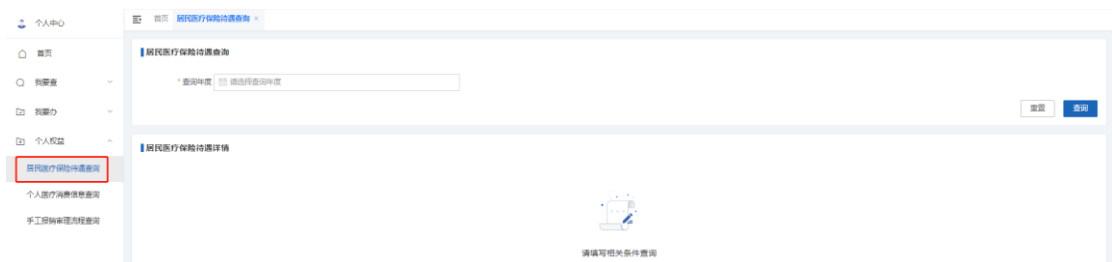 个人中心
首页 居民医疗保险待遇查询 ×
首页
我要查
我要办
个人权益
居民医疗保险待遇查询
个人医疗消费信息查询
手工报销审理流程查询
居民医疗保险待遇查询
* 查询年度 请选择查询年度
重置 查询
居民医疗保险待遇详情
请填写相关条件查询